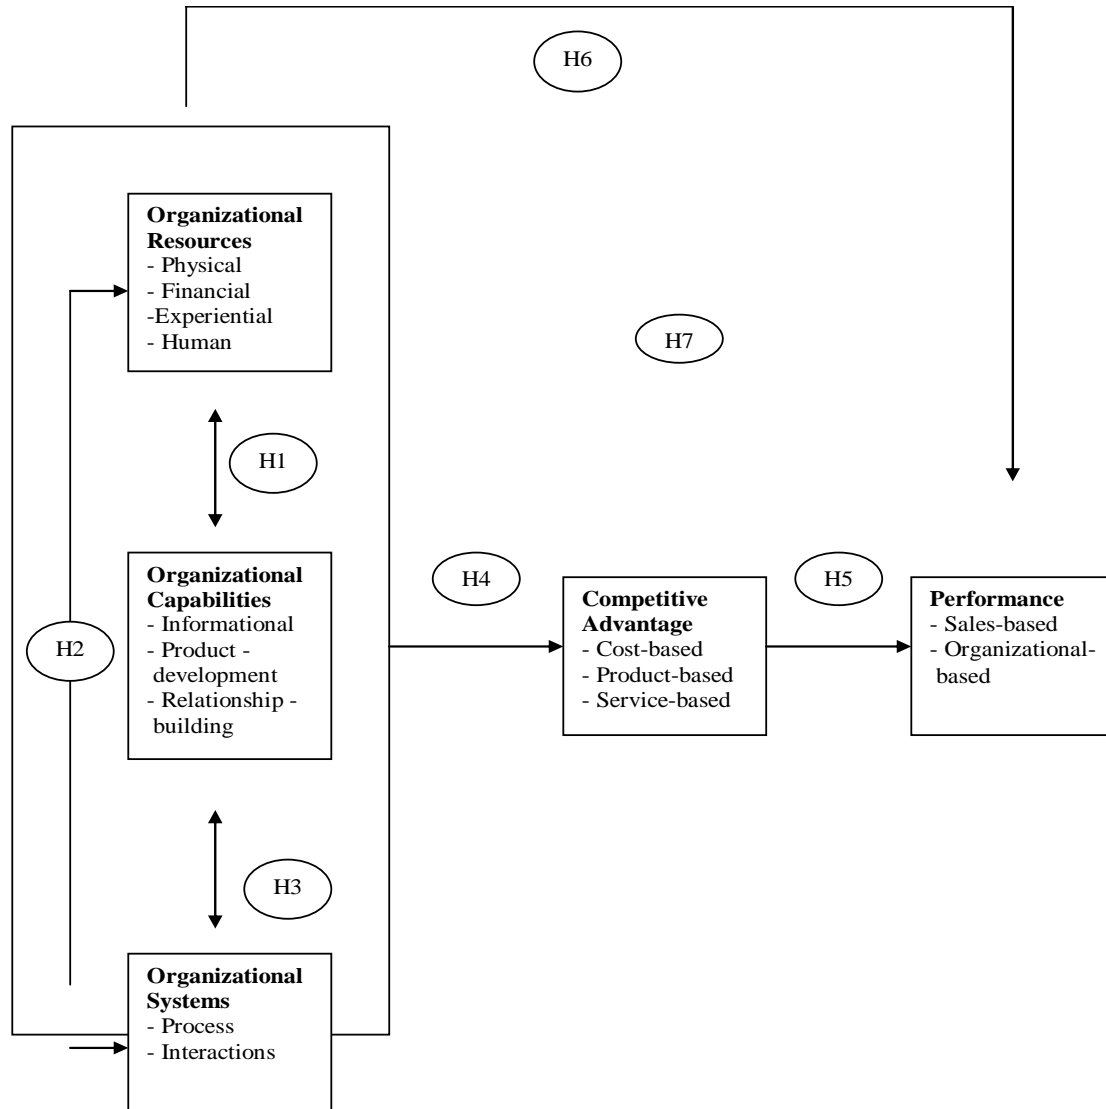 H6
Organizational
Resources
- Physical
- Financial
-Experiential
- Human
H7
H1
Organizational
Capabilities
- Informational
- Product -
development
- Relationship -
building
H2
H4
Competitive
Advantage
- Cost-based
- Product-based
- Service-based
H5
Performance
- Sales-based
- Organizational-
based
H3
Organizational
Systems
- Process
- Interactions